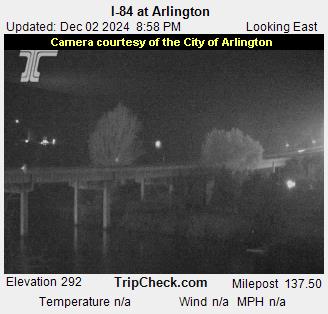 I-84 at Arlington
Updated: Dec 02 2024 8:58 PM Looking East
Camera courtesy of the City of Arlington
Elevation 292 TripCheck.com Milepost 137.50
Temperature n/a Wind n/a MPH n/a